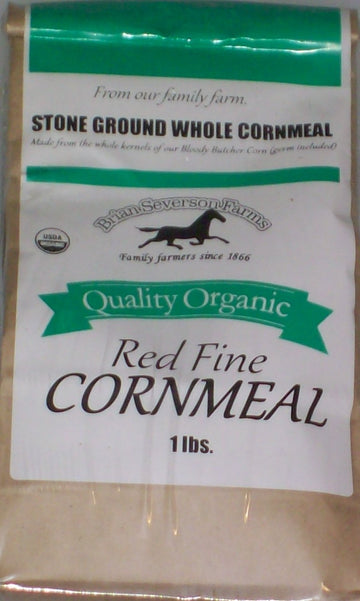 From our family farm.
STONE GROUND WHOLE CORNMEAL
Made from the whole kernels of our Bloody Butcher Corn (germ included)
Brian Severson Farms
USDA
ORGANIC
Family farmers since 1866
Quality Organic
Red Fine
CORNMEAL
1 lbs.